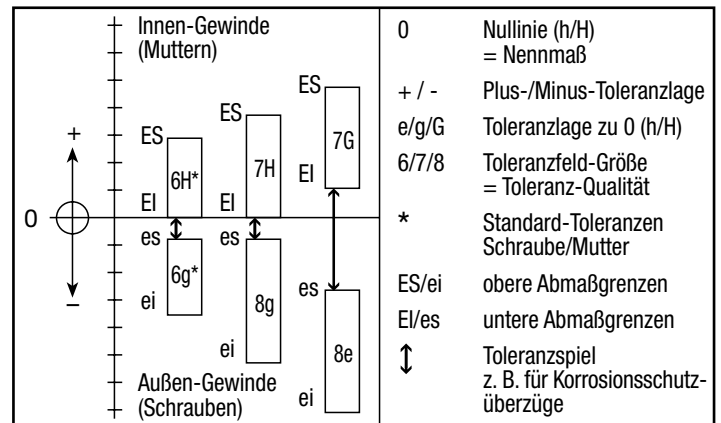 Innen-Gewinde
(Muttern)
ES
ES
ES
+
6H*
7H
7G
EI
EI
EI
0
es
es
es
6g*
8g
8e
ei
ei
ei
–
Außen-Gewinde
(Schrauben)
0 Nulllinie (h/H)
= Nennmaß
+ / - Plus-/Minus-Toleranzlage
e/g/G Toleranzlage zu 0 (h/H)
6/7/8 Toleranzfeld-Größe
= Toleranz-Qualität
* Standard-Toleranzen
Schraube/Mutter
ES/ei obere Abmaßgrenzen
EI/es untere Abmaßgrenzen
Toleranzspiel
z. B. für Korrosionsschutz-
überzüge